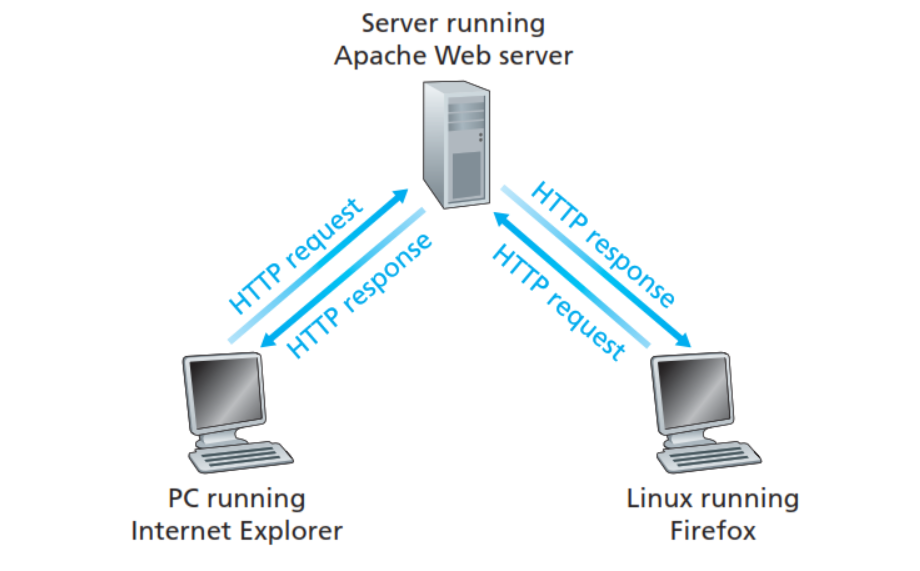 Server running
Apache Web server
HTTP request
HTTP response
HTTP response
HTTP request
PC running
Internet Explorer
Linux running
Firefox